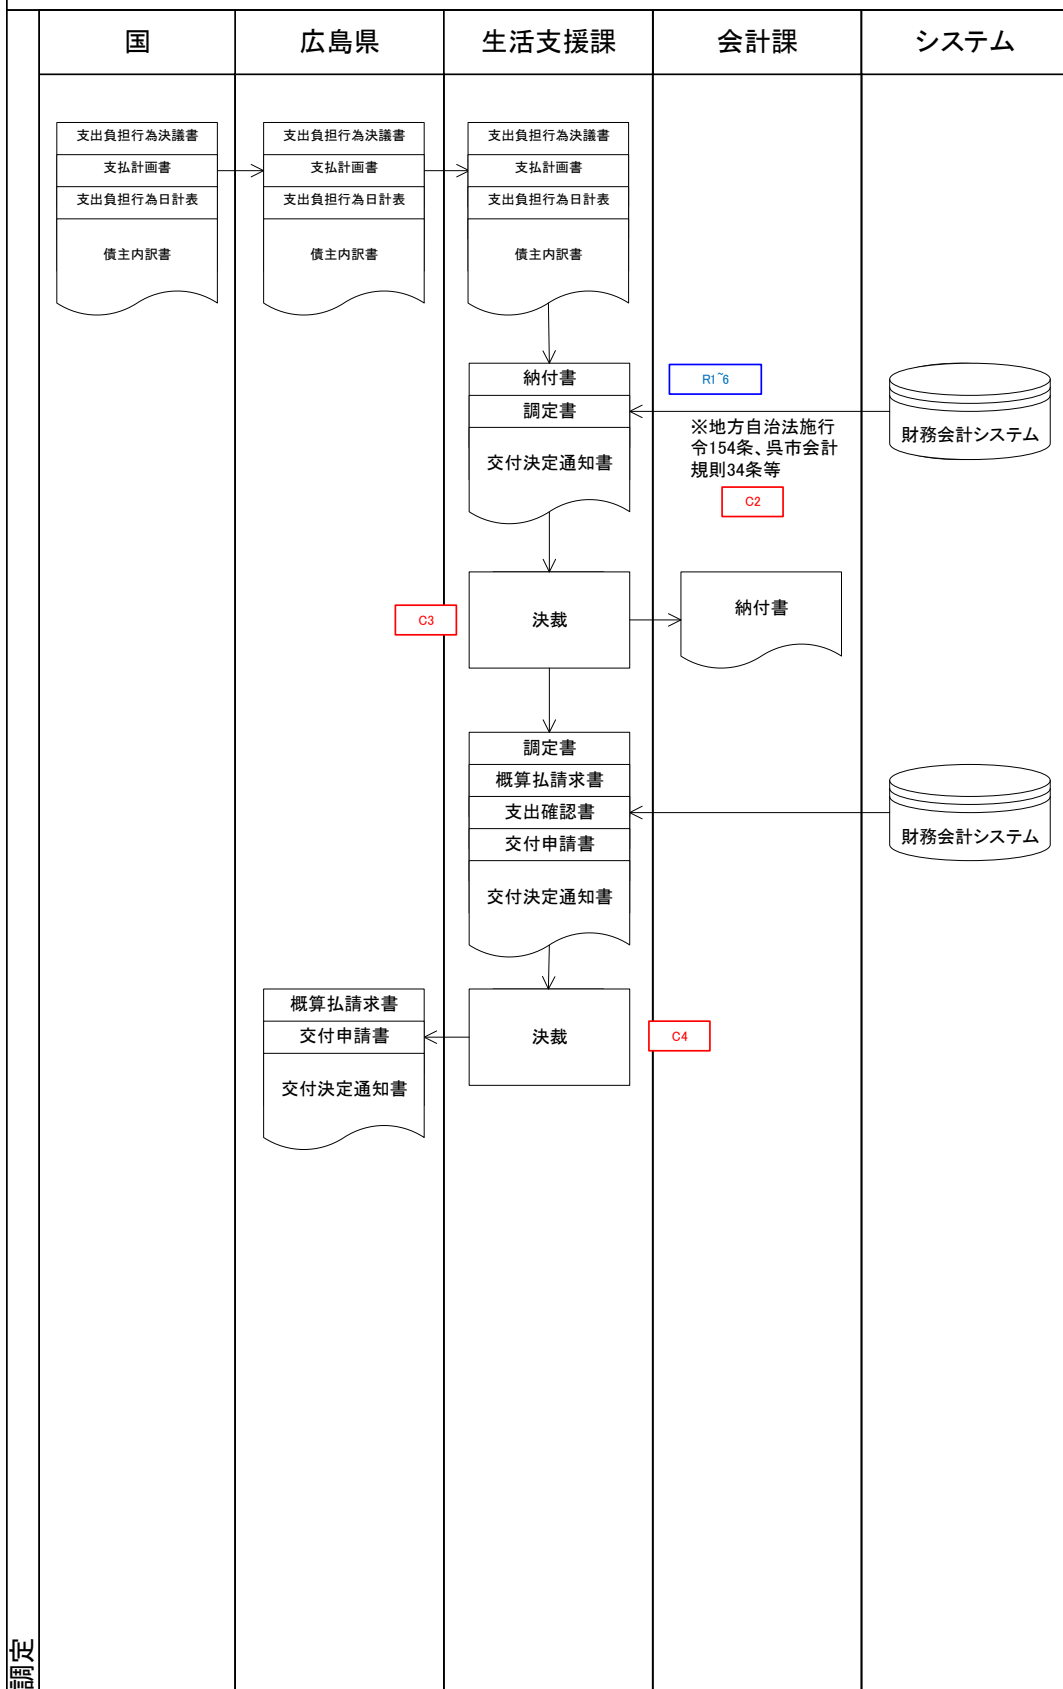 国
広島県
生活支援課
会計課
システム
支出負担行為決議書
支払計画書
支出負担行為日計表
債主内訳書
支出負担行為決議書
支払計画書
支出負担行為日計表
債主内訳書
支出負担行為決議書
支払計画書
支出負担行為日計表
債主内訳書
納付書
調定書
交付決定通知書
R1~6
※地方自治法施行
令154条、呉市会計
規則34条等
C2
財務会計システム
C3
決裁
納付書
調定書
概算払請求書
支出確認書
交付申請書
交付決定通知書
財務会計システム
概算払請求書
交付申請書
交付決定通知書
決裁
C4
調定